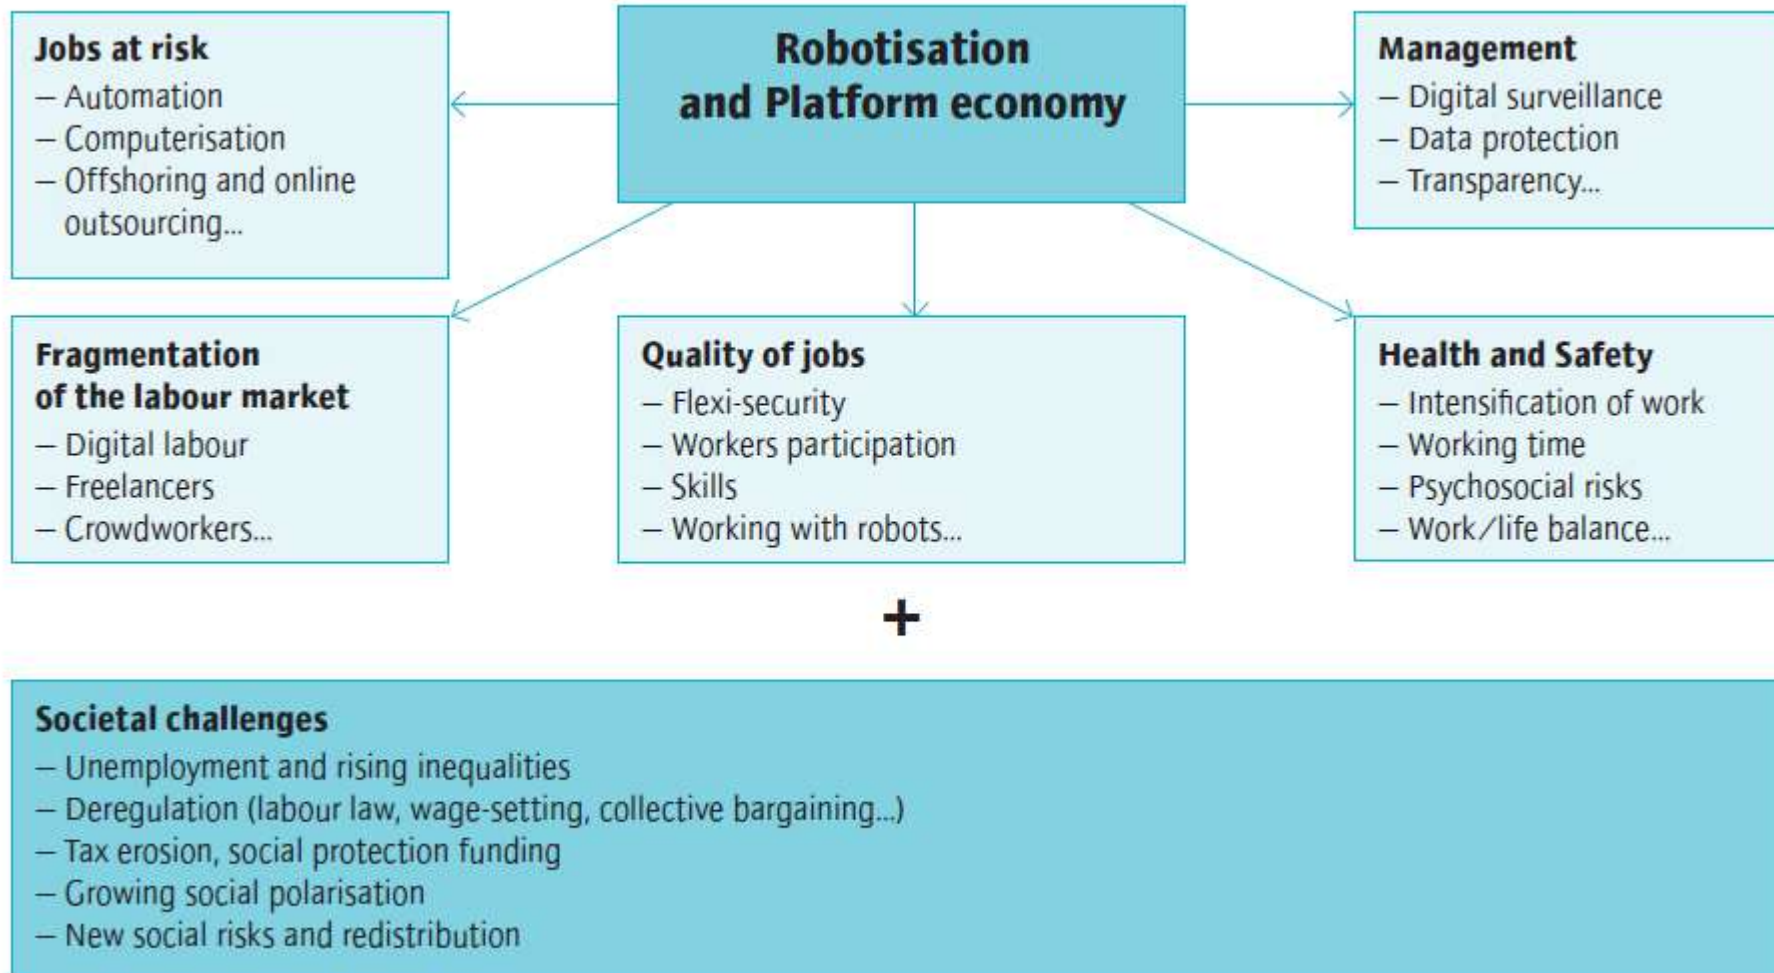 Robotisation
and Platform economy
Jobs at risk
– Automation
– Computerisation
– Offshoring and online
outsourcing...
Management
– Digital surveillance
– Data protection
– Transparency...
Fragmentation
of the labour market
– Digital labour
– Freelancers
– Crowdworkers...
Quality of jobs
– Flexi-security
– Workers participation
– Skills
– Working with robots...
Health and Safety
– Intensification of work
– Working time
– Psychosocial risks
– Work/life balance...
+
Societal challenges
– Unemployment and rising inequalities
– Deregulation (labour law, wage-setting, collective bargaining...)
– Tax erosion, social protection funding
– Growing social polarisation
– New social risks and redistribution